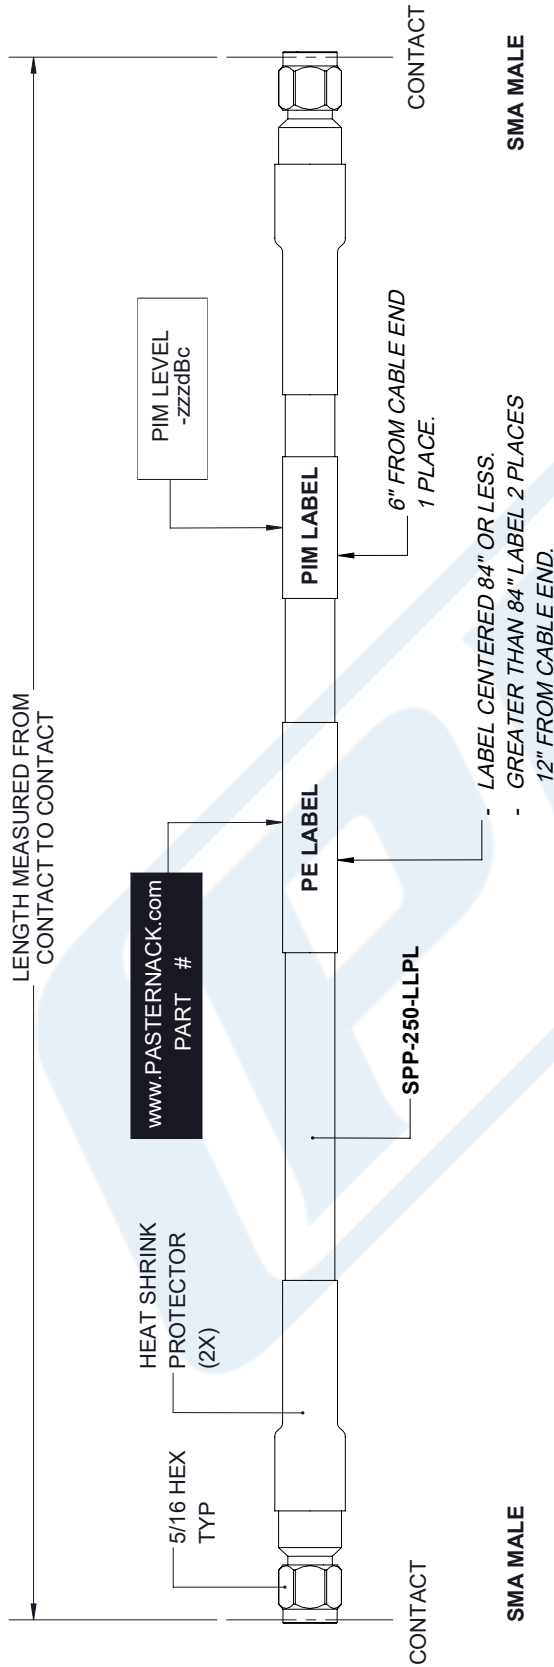 LENGTH MEASURED FROM
CONTACT TO CONTACT
www.PASTERNACK.com
PART #
PIM LEVEL
-zzzdBc
5/16 HEX
TYP
HEAT SHRINK
PROTECTOR
(2X)
PE LABEL
PIM LABEL
CONTACT
SPP-250-LLPL
6" FROM CABLE END
1 PLACE.
CONTACT
- LABEL CENTERED 84" OR LESS.
- GREATER THAN 84" LABEL 2 PLACES
12" FROM CABLE END.
SMA MALE
SMA MALE